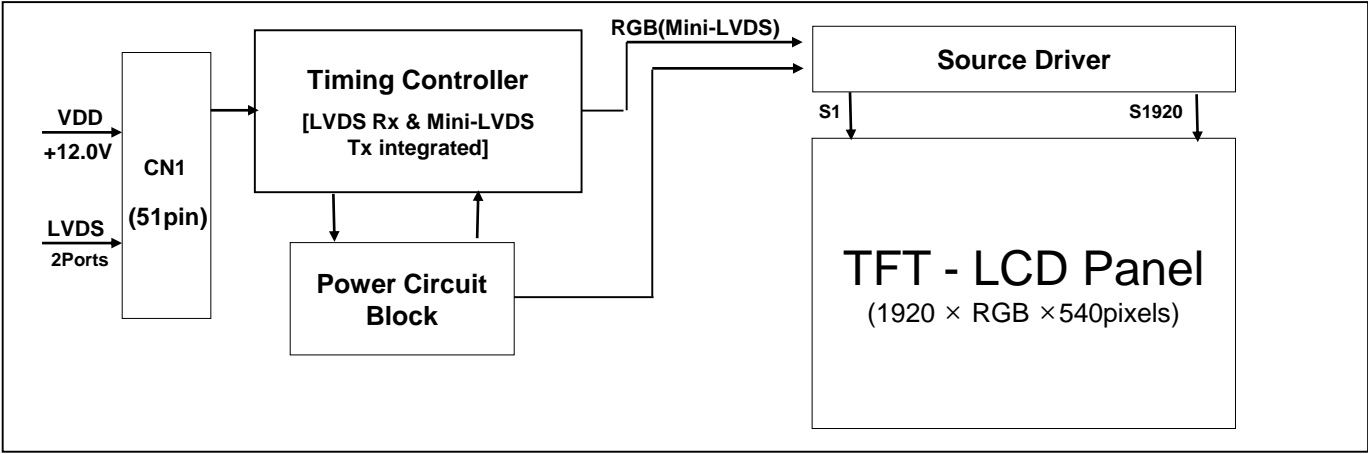 VDD
+12.0V
LVDS
2Ports
CN1
(51pin)
Timing Controller
[LVDS Rx & Mini-LVDS
Tx integrated]
Power Circuit
Block
RGB(Mini-LVDS)
Source Driver
S1
S1920
TFT - LCD Panel
(1920 × RGB ×540pixels)